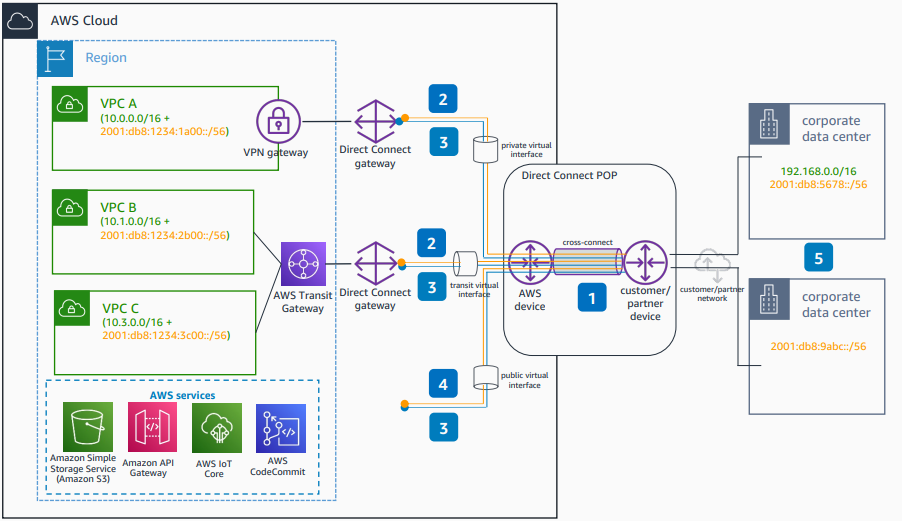 AWS Cloud
Region
VPC A
(10.0.0.0/16 +
2001:db8:1234:1a00::/56)
VPN gateway
Direct Connect
gateway
2
3
private virtual
interface
VPC B
(10.1.0.0/16 +
2001:db8:1234:2b00::/56)
AWS Transit
Gateway
Direct Connect
gateway
2
3
transit virtual
interface
VPC C
(10.3.0.0/16 +
2001:db8:1234:3c00::/56)
Direct Connect POP
cross-connect
AWS
device
1
customer/
partner
device
customer/partner
network
corporate
data center
192.168.0.0/16
2001:db8:5678::/56
5
corporate
data center
2001:db8:9abc::/56
4
3
public virtual
interface
AWS services
Amazon Simple
Storage Service
(Amazon S3)
Amazon API
Gateway
AWS IoT
Core
AWS
CodeCommit